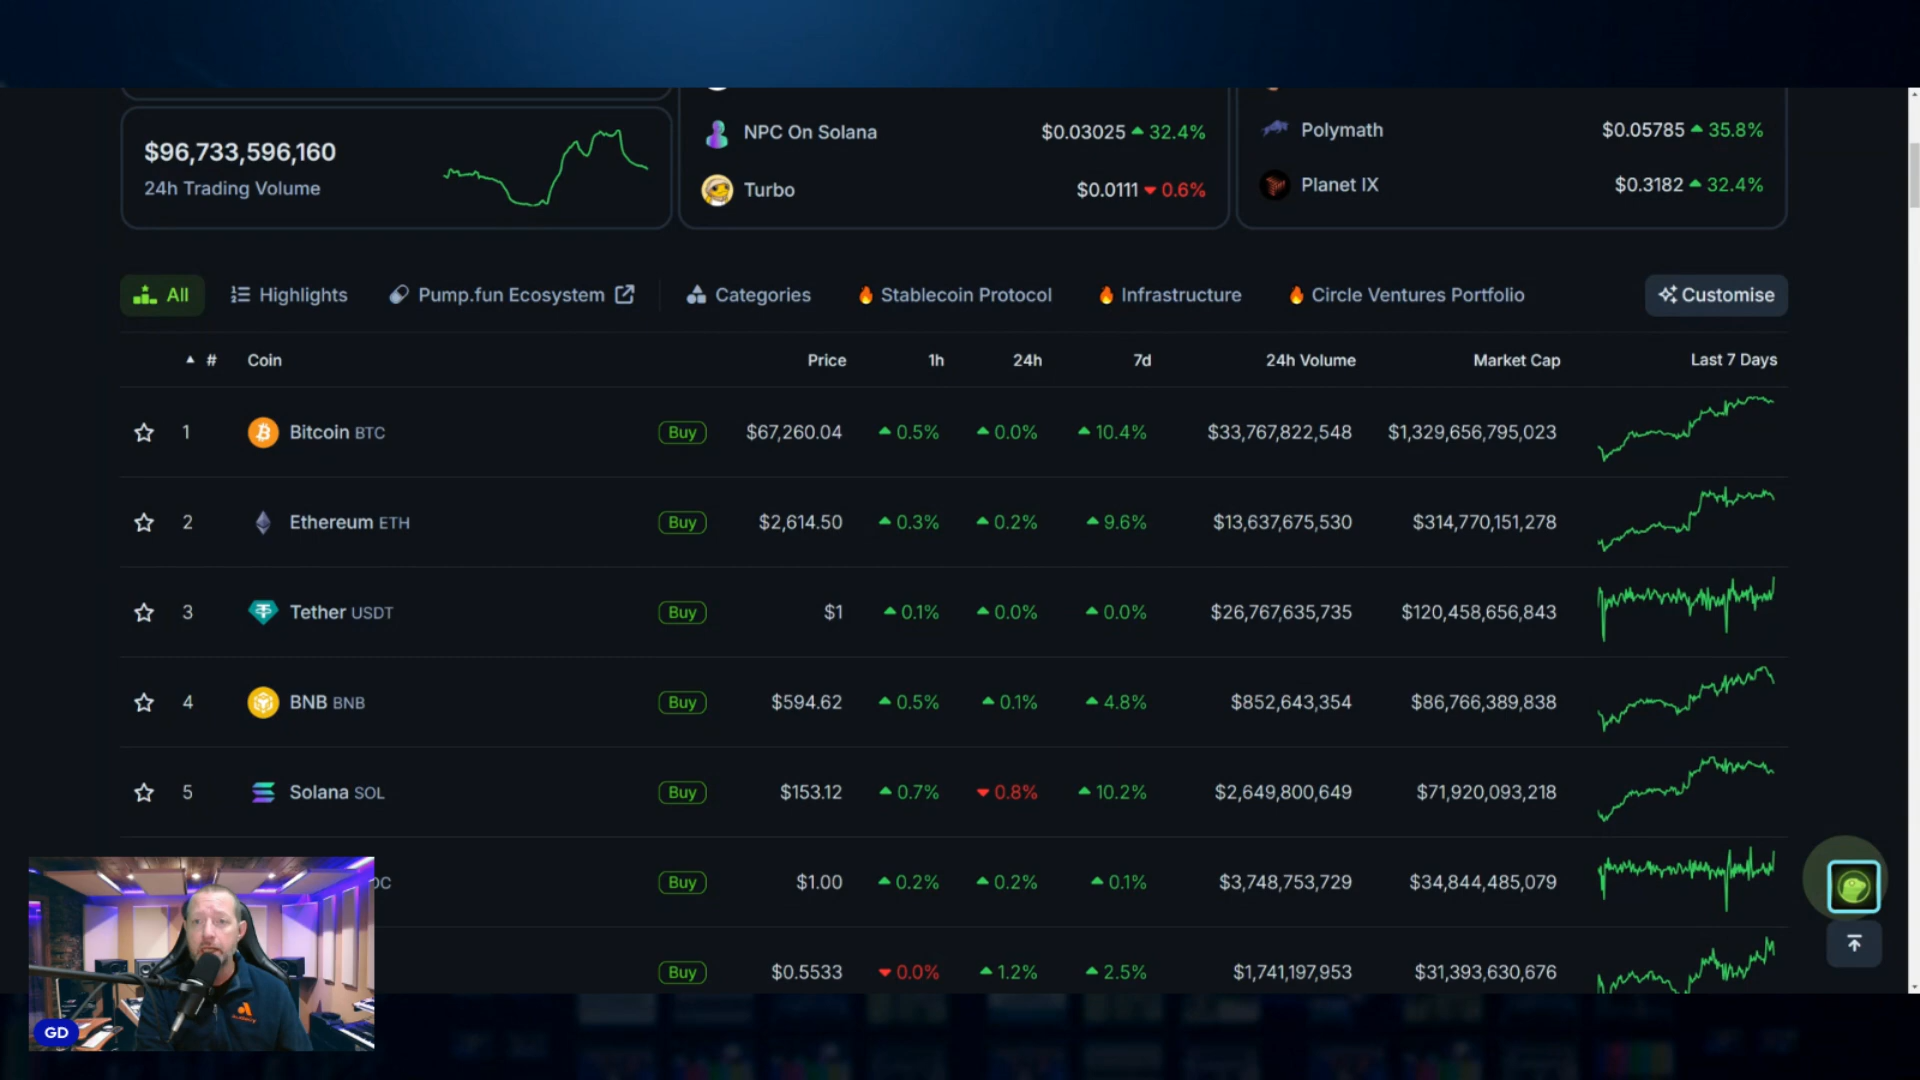 $96,733,596,160
24h Trading Volume
NPC On Solana $0.03025 32.4%
Turbo $0.0111 0.6%
Polymath $0.05785 35.8%
Planet IX $0.3182 32.4%
All Highlights Pump.fun Ecosystem Categories Stablecoin Protocol Infrastructure Circle Ventures Portfolio Customise
# Coin Price 1h 24h 7d 24h Volume Market Cap Last 7 Days
1 Bitcoin BTC Buy $67,260.04 0.5% 0.0% 10.4% $33,767,822,548 $1,329,656,795,023
2 Ethereum ETH Buy $2,614.50 0.3% 0.2% 9.6% $13,637,675,530 $314,770,151,278
3 Tether USDT Buy $1 0.1% 0.0% 0.0% $26,767,635,735 $120,458,656,843
4 BNB BNB Buy $594.62 0.5% 0.1% 4.8% $852,643,354 $86,766,389,838
5 Solana SOL Buy $153.12 0.7% 0.8% 10.2% $2,649,800,649 $71,920,093,218
Buy $1.00 0.2% 0.2% 0.1% $3,748,753,729 $34,844,485,079
Buy $0.5533 0.0% 1.2% 2.5% $1,741,197,953 $31,393,630,676
GD